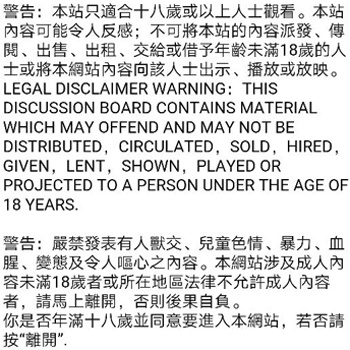 警告：本站只適合十八歲或以上人士觀看。本站
內容可能令人反感；不可將本站的內容派發、傳
閱、出售、出租、交給或借予年齡未滿18歲的人
士或將本網站內容向該人士出示、播放或放映。
LEGAL DISCLAIMER WARNING：THIS
DISCUSSION BOARD CONTAINS MATERIAL
WHICH MAY OFFEND AND MAY NOT BE
DISTRIBUTED，CIRCULATED，SOLD，HIRED，
GIVEN，LENT，SHOWN，PLAYED OR
PROJECTED TO A PERSON UNDER THE AGE OF
18 YEARS.
警告：嚴禁發表有人獸交、兒童色情、暴力、血
腥、變態及令人嘔心之內容。本網站涉及成人內
容未滿18歲者或所在地區法律不允許成人內容
者，請馬上離開，否則後果自負。
你是否年滿十八歲並同意要進入本網站，若否請
按“離開”.